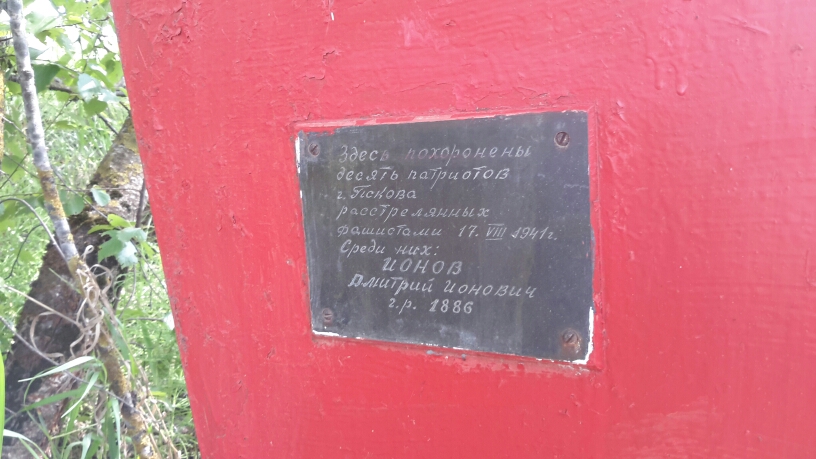 Здесь похоронены
десять патриотов
г. Пскова
расстрелянных
фашистами 17. VIII 1941г.
Среди них:
ИОНОВ
Дмитрий Ионович
г.р. 1886